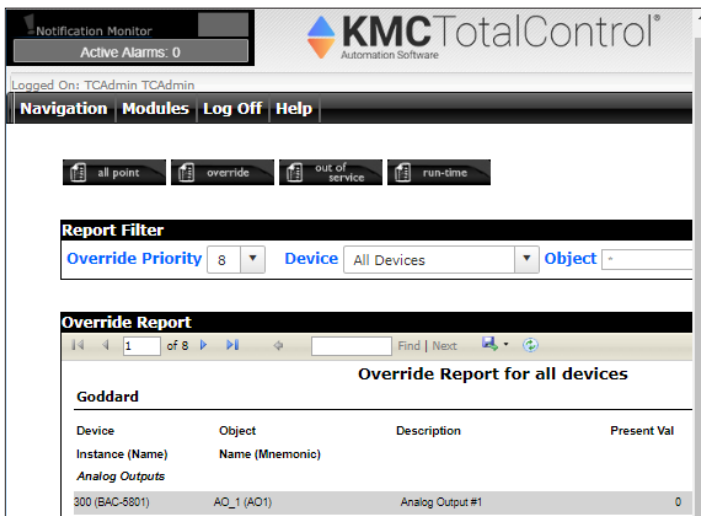 Notification Monitor
Active Alarms: 0
KMCTotalControl®
Automation Software
Logged On: TCAdmin TCAdmin
Navigation Modules Log Off Help
all point override out of service run-time
Report Filter
Override Priority 8 Device All Devices Object *
Override Report
1 of 8 Find | Next
Override Report for all devices
Goddard
Device Object Description Present Val
Instance (Name) Name (Mnemonic)
Analog Outputs
300 (BAC-5801) AO_1 (AO1) Analog Output #1 0